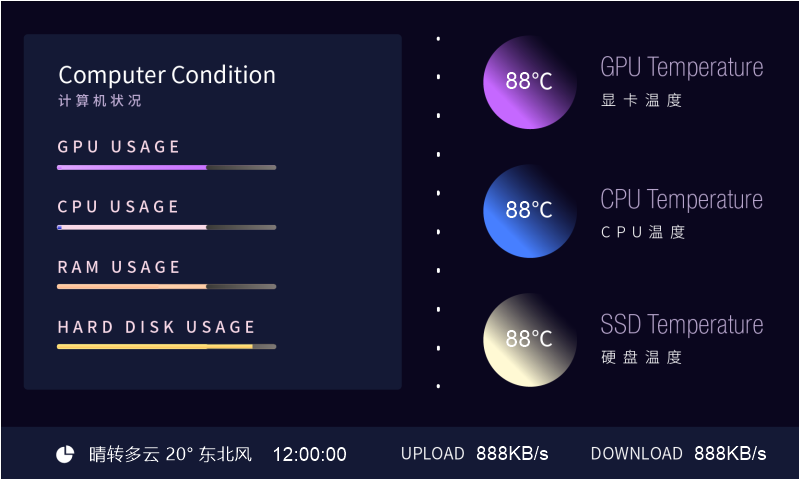 Computer Condition
计算机状况
GPU USAGE
CPU USAGE
RAM USAGE
HARD DISK USAGE
88°C
GPU Temperature
显卡温度
88°C
CPU Temperature
CPU温度
88°C
SSD Temperature
硬盘温度
晴转多云 20° 东北风 12:00:00 UPLOAD 888KB/s DOWNLOAD 888KB/s